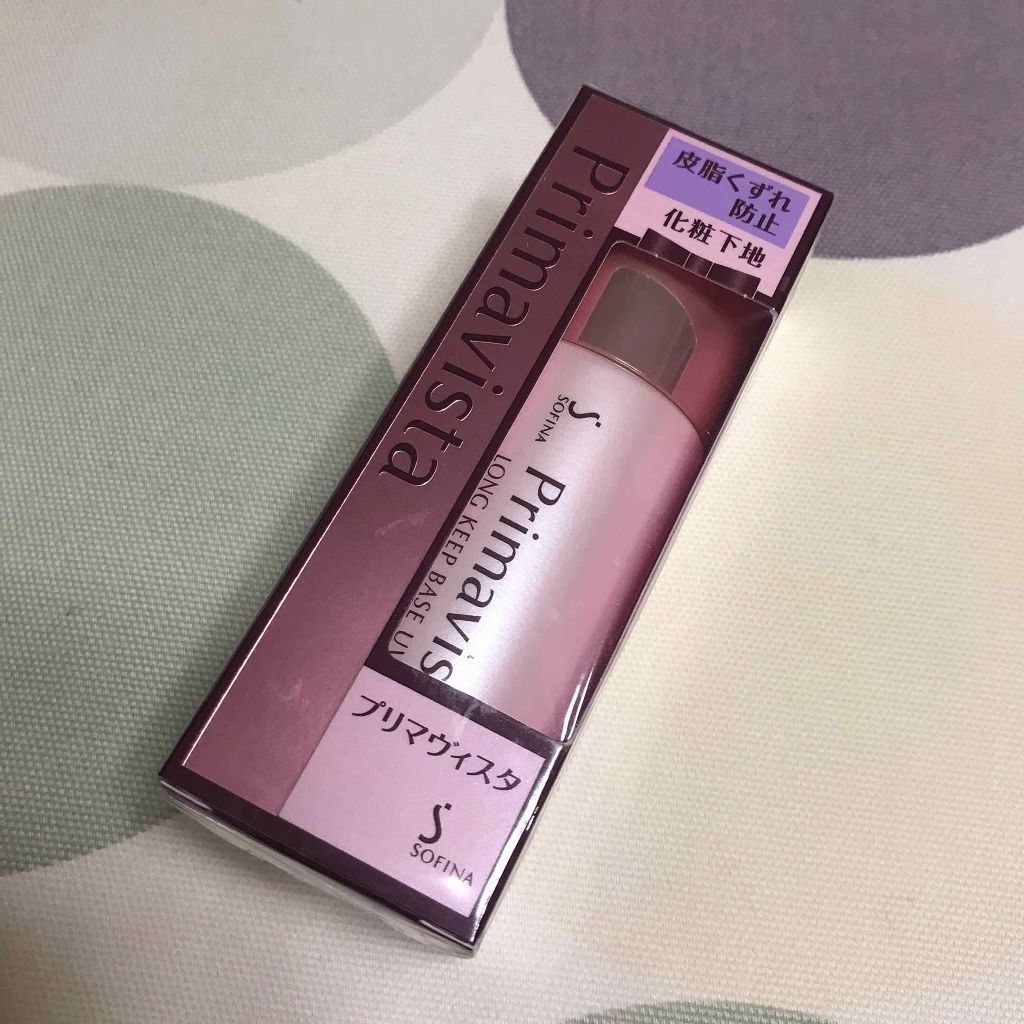 Primavista
皮脂くずれ
防止
化粧下地
S
SOFINA
Primavis
LONG KEEP BASE UV
プリマヴィスタ
S
SOFINA